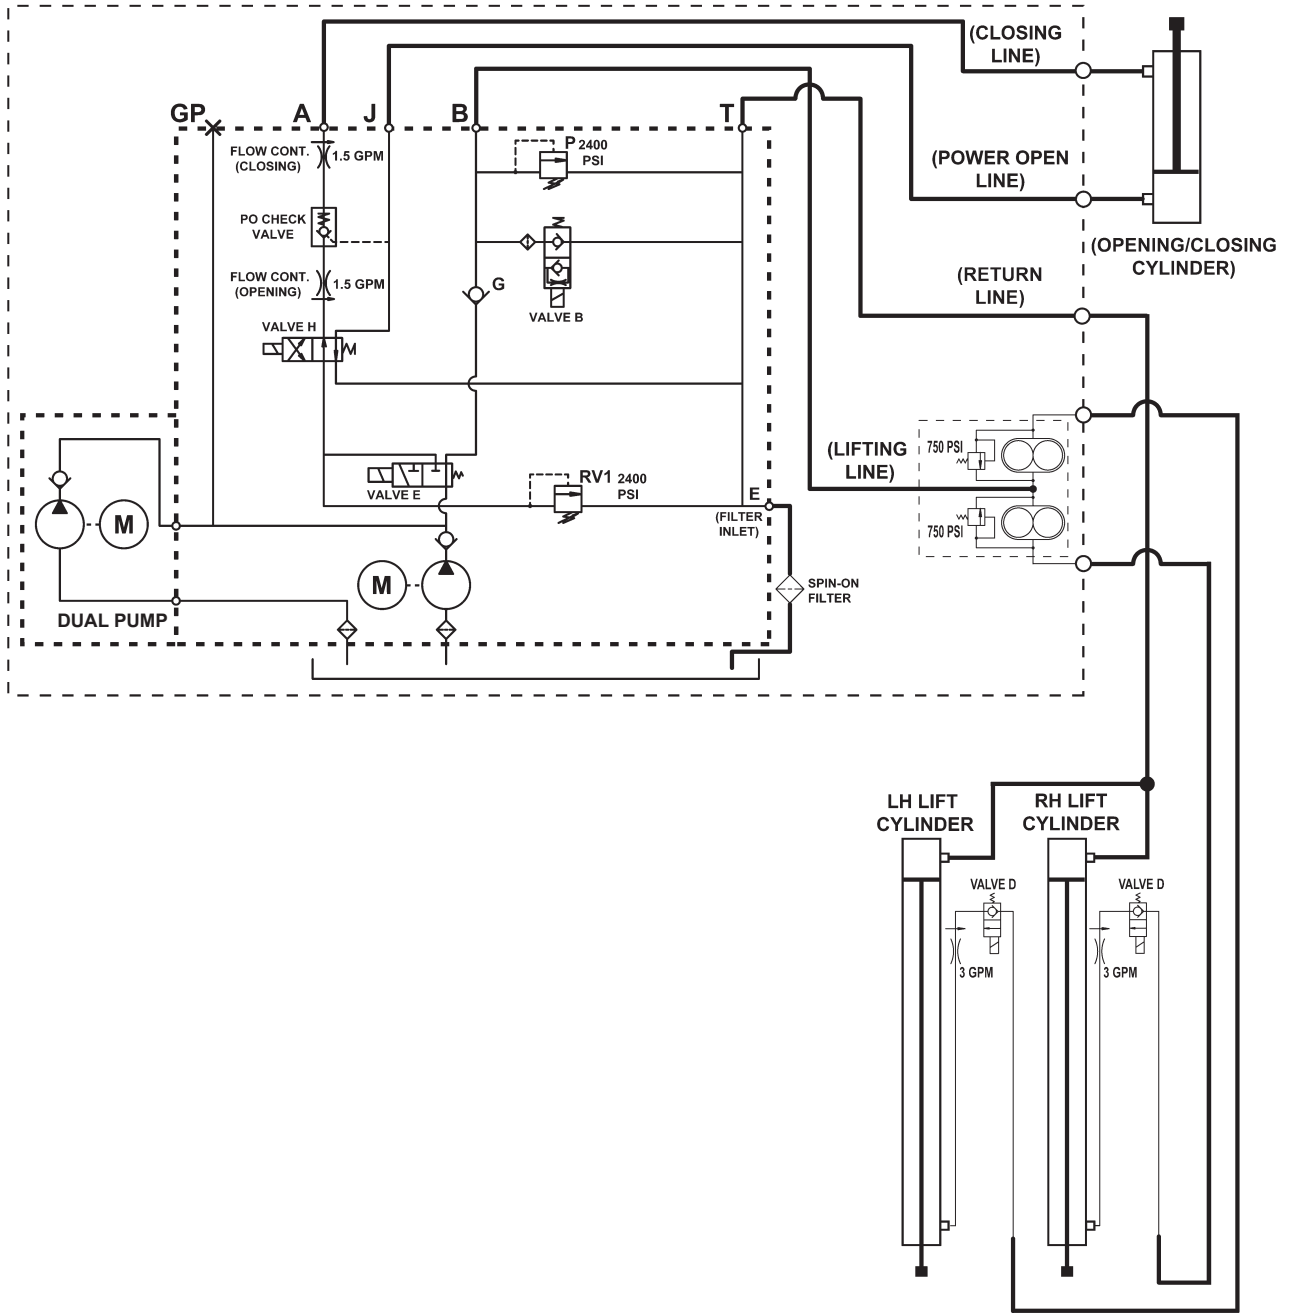 (CLOSING
LINE)
GP
A
J
B
T
FLOW CONT.
(CLOSING)
1.5 GPM
P 2400
PSI
(POWER OPEN
LINE)
PO CHECK
VALVE
(OPENING/CLOSING
CYLINDER)
FLOW CONT.
(OPENING)
1.5 GPM
G
(RETURN
LINE)
VALVE B
VALVE H
(LIFTING
LINE)
750 PSI
VALVE E
RV1 2400
PSI
E
(FILTER
INLET)
750 PSI
M
M
SPIN-ON
FILTER
DUAL PUMP
LH LIFT
CYLINDER
RH LIFT
CYLINDER
VALVE D
VALVE D
3 GPM
3 GPM